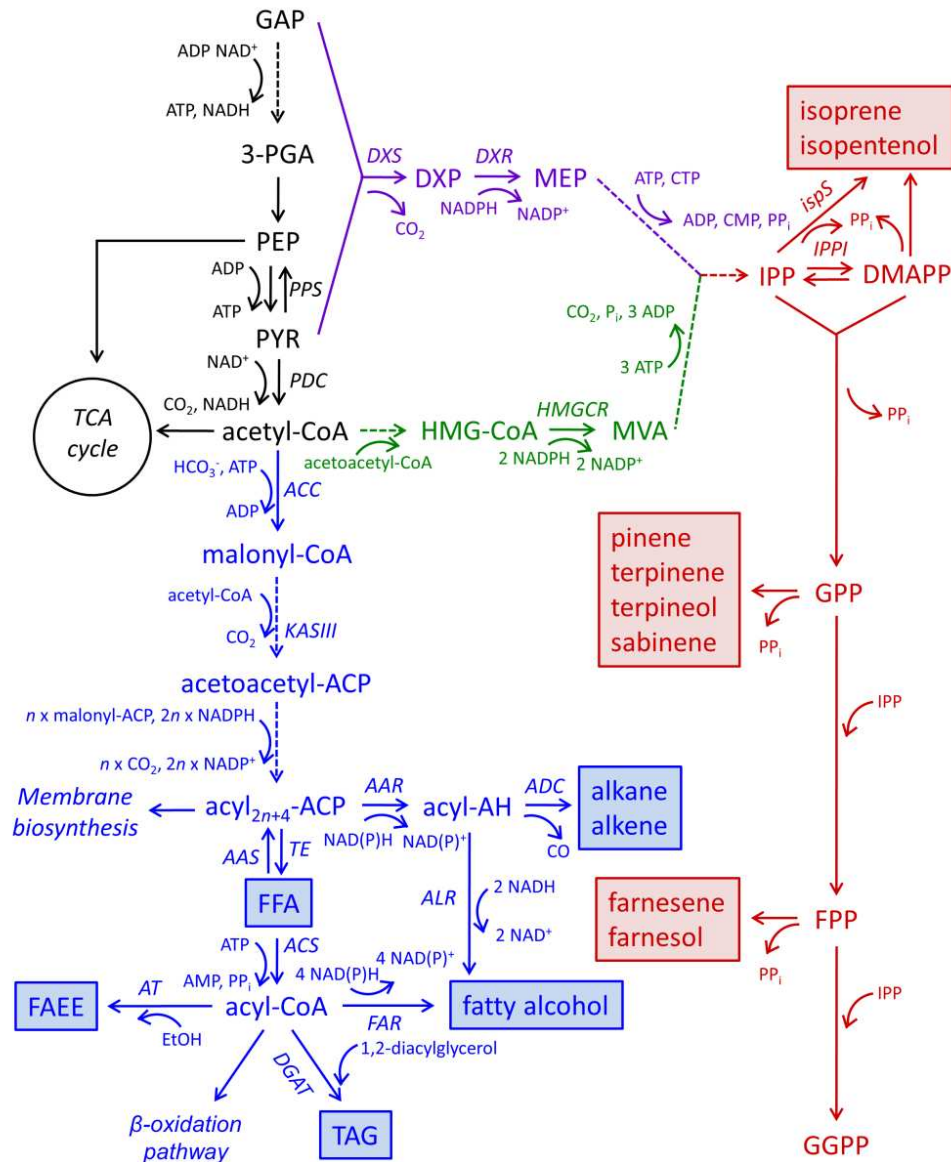 GAP
ADP NAD⁺
ATP, NADH
isoprene
isopentenol
3-PGA
DXS
DXR
DXP
MEP
NADPH
NADP⁺
CO₂
ATP, CTP
ADP, CMP, PPᵢ
ispS
PPᵢ
IPPI
IPP
DMAPP
PEP
ADP
ATP
PPS
PYR
CO₂, Pᵢ, 3 ADP
3 ATP
NAD⁺
PDC
CO₂, NADH
TCA
cycle
acetyl-CoA
acetoacetyl-CoA
HMG-CoA
HMGCR
2 NADPH
2 NADP⁺
MVA
PPᵢ
HCO₃⁻, ATP
ACC
ADP
malonyl-CoA
acetyl-CoA
CO₂
KASIII
pinene
terpinene
terpineol
sabinene
GPP
PPᵢ
acetoacetyl-ACP
n x malonyl-ACP, 2n x NADPH
n x CO₂, 2n x NADP⁺
IPP
Membrane
biosynthesis
acyl₂ₙ₊₄-ACP
AAR
NAD(P)H
NAD(P)⁺
acyl-AH
ADC
CO
alkane
alkene
AAS
TE
FFA
ALR
2 NADH
2 NAD⁺
farnesene
farnesol
FPP
PPᵢ
ATP
ACS
AMP, PPᵢ
4 NAD(P)H
4 NAD(P)⁺
FAEE
AT
EtOH
acyl-CoA
FAR
fatty alcohol
IPP
DGAT
1,2-diacylglycerol
β-oxidation
pathway
TAG
GGPP